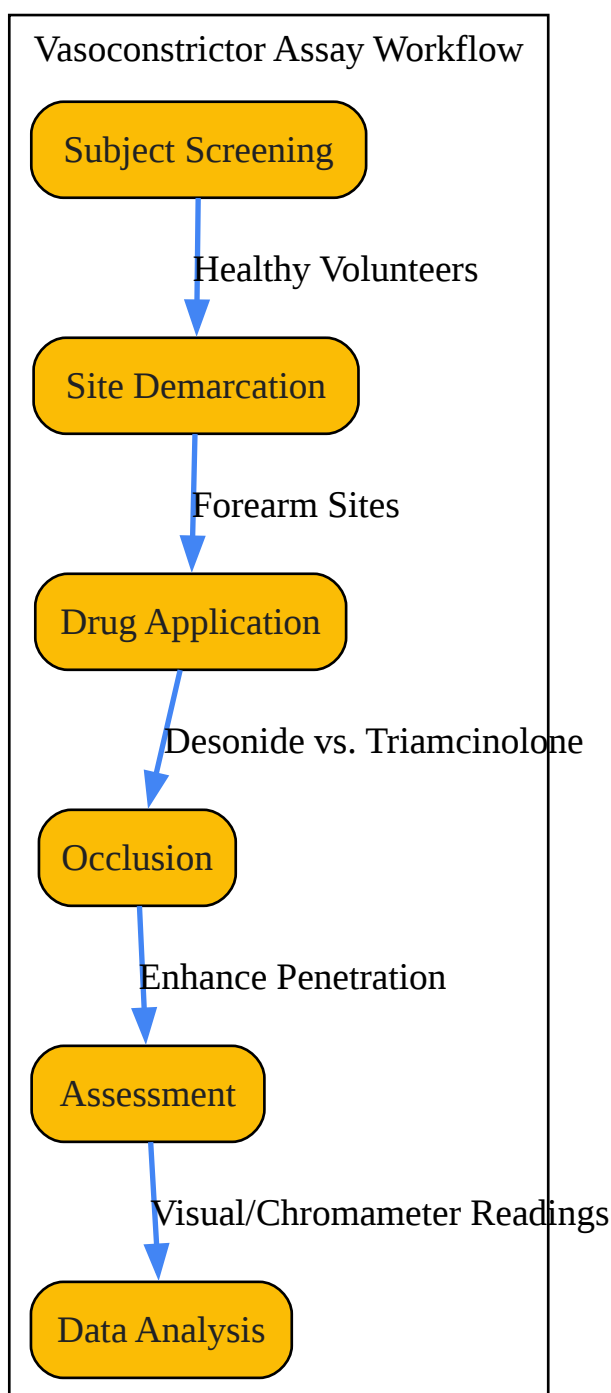 Vasoconstrictor Assay Workflow
Subject Screening
Healthy Volunteers
Site Demarcation
Forearm Sites
Drug Application
Desonide vs. Triamcinolone
Occlusion
Enhance Penetration
Assessment
Visual/Chromameter Readings
Data Analysis